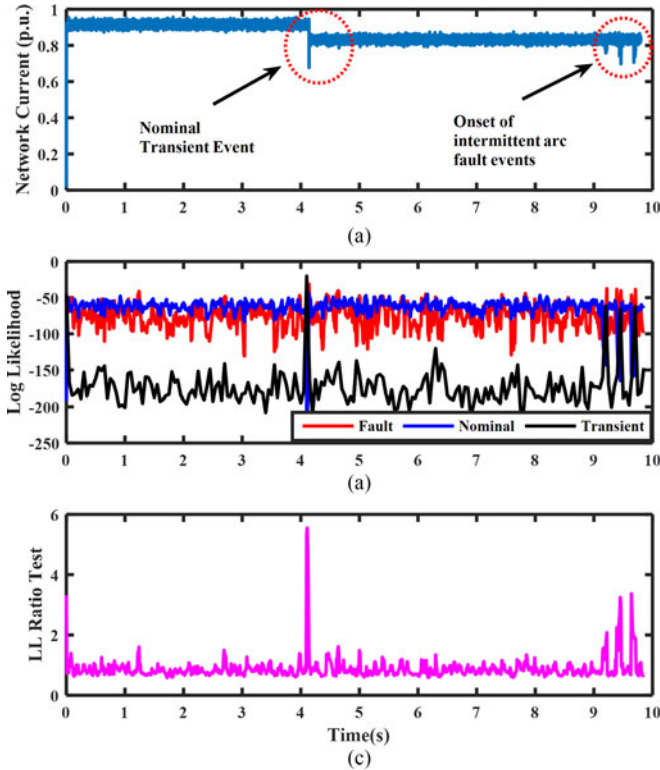 Network Current (p.u.)
1
0.8
0.6
0.4
0.2
0
Nominal
Transient Event
Onset of
intermittent arc
fault events
0 1 2 3 4 5 6 7 8 9 10
(a)
Log Likelihood
0
-50
-100
-150
-200
-250
Fault Nominal Transient
0 1 2 3 4 5 6 7 8 9 10
(a)
LL Ratio Test
6
4
2
0
0 1 2 3 4 5 6 7 8 9 10
Time(s)
(c)